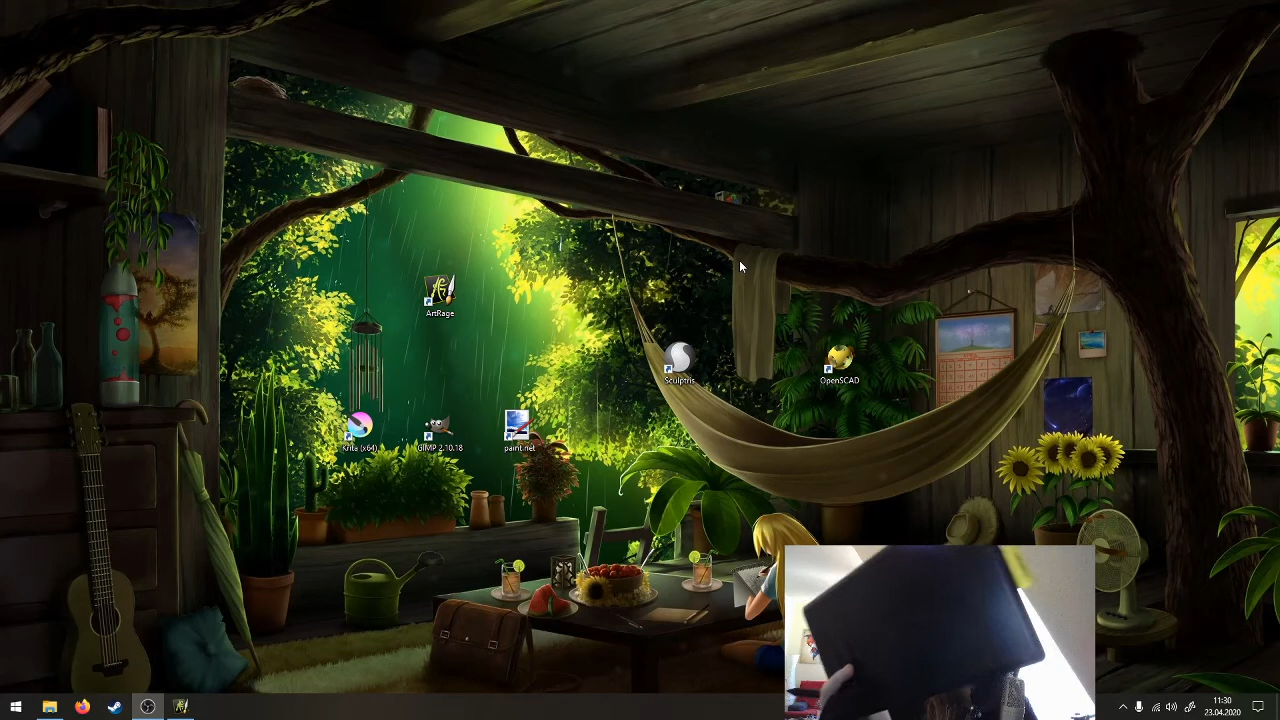 ArtRage
Sculptris
OpenSCAD
Krita (x64)
GIMP 2.10.18
paint.net
11:30
23.04.2020